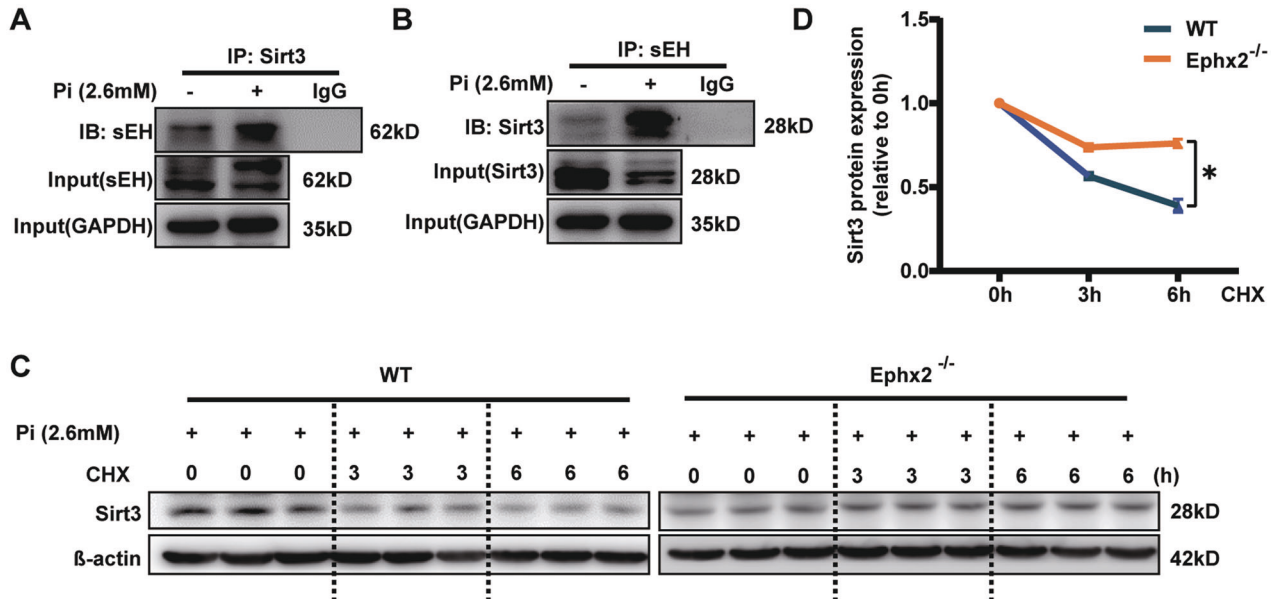 A
IP: Sirt3
Pi (2.6mM) - + IgG
IB: sEH 62kD
Input(sEH) 62kD
Input(GAPDH) 35kD
B
IP: sEH
Pi (2.6mM) - + IgG
IB: Sirt3 28kD
Input(Sirt3) 28kD
Input(GAPDH) 35kD
D
Sirt3 protein expression
(relative to 0h)
1.5
1.0
0.5
0.0
WT
Ephx2-/-
*
0h 3h 6h CHX
C
WT Ephx2 -/-
Pi (2.6mM) + + + + + + + + + + + + + + + + + +
CHX 0 0 0 3 3 3 6 6 6 0 0 0 3 3 3 6 6 6 (h)
Sirt3 28kD
ß-actin 42kD